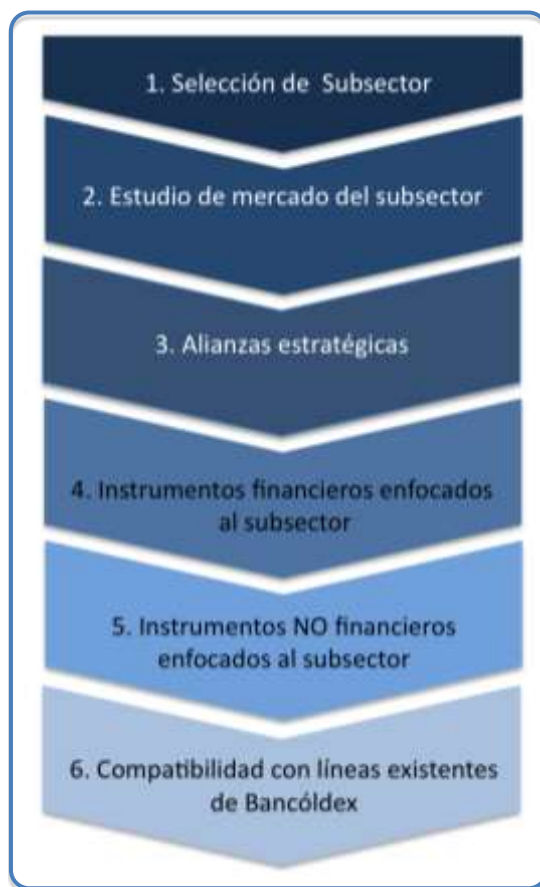 1. Selección de Subsector
2. Estudio de mercado del subsector
3. Alianzas estratégicas
4. Instrumentos financieros enfocados
al subsector
5. Instrumentos NO financieros
enfocados al subsector
6. Compatibilidad con líneas existentes
de Bancóldex